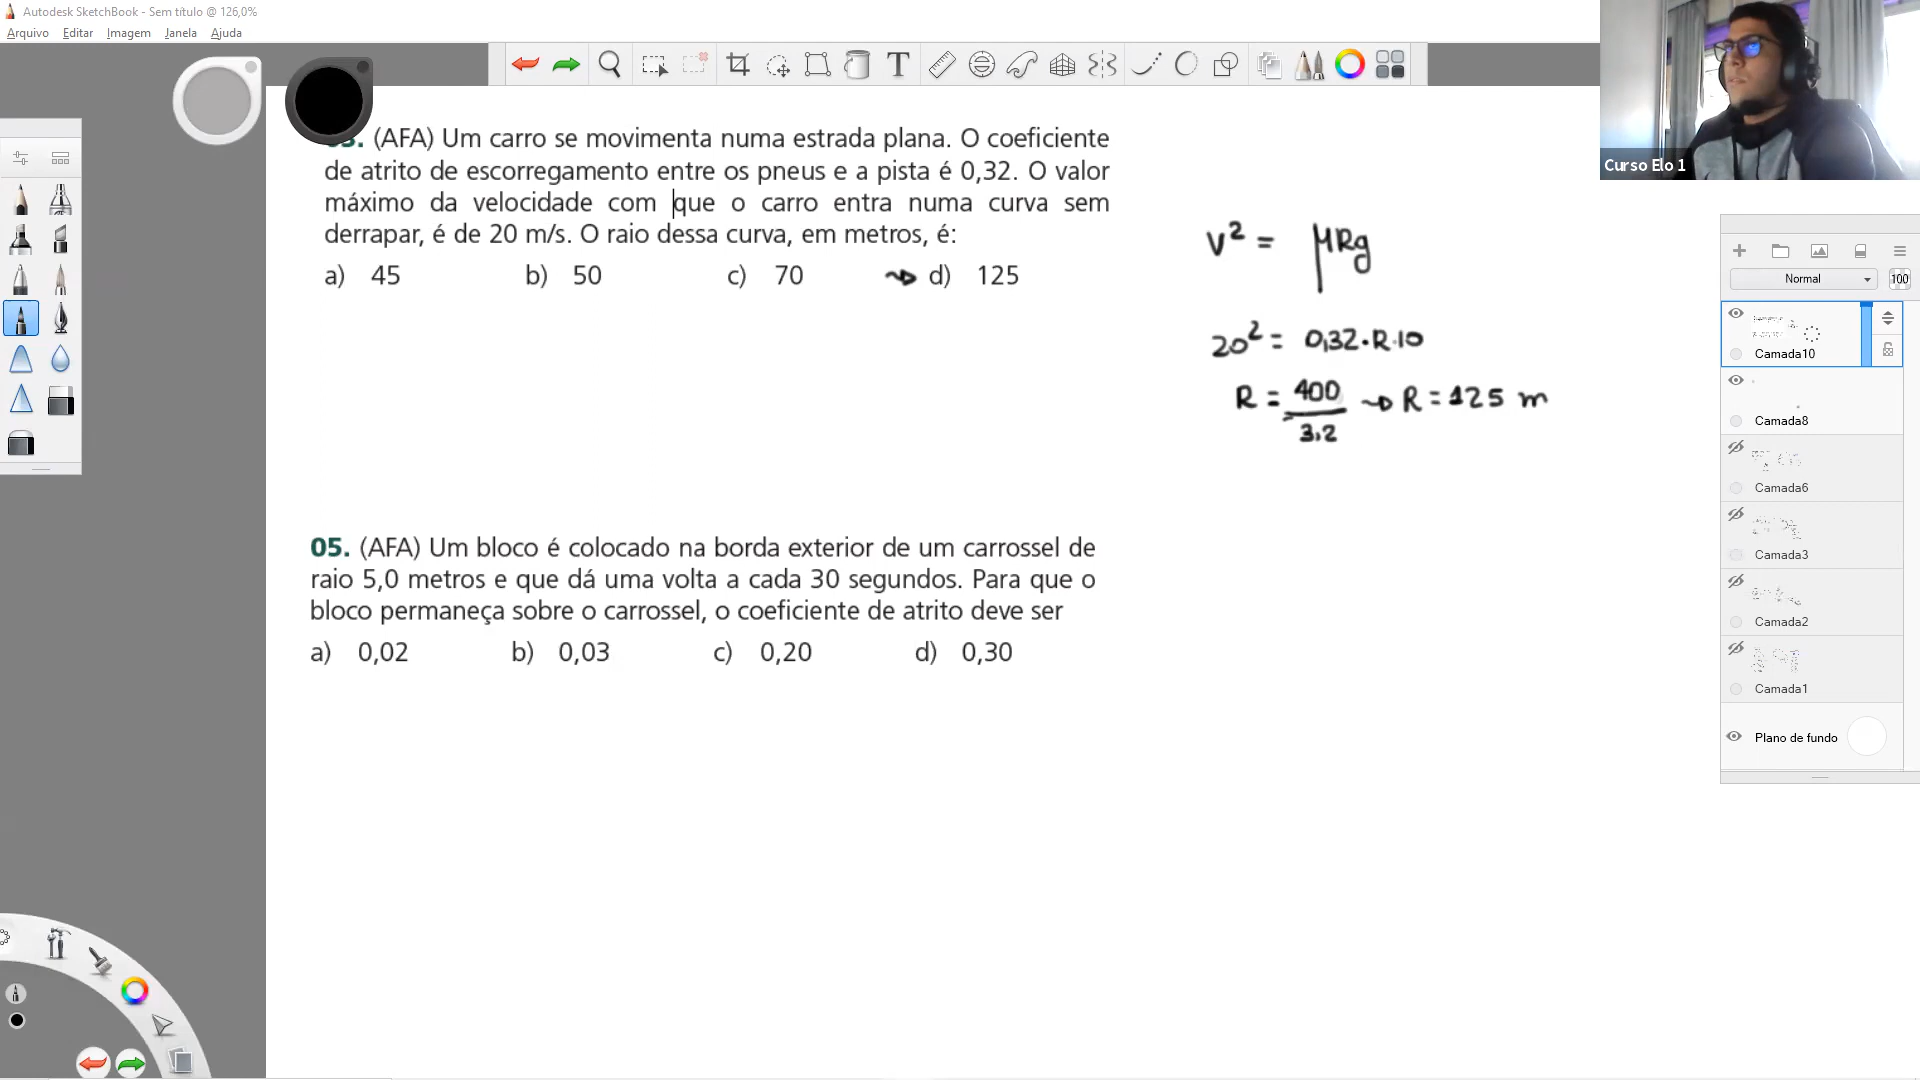 Autodesk SketchBook - Sem título @ 126,0%
Arquivo Editar Imagem Janela Ajuda
Curso Elo 1
3. (AFA) Um carro se movimenta numa estrada plana. O coeficiente
de atrito de escorregamento entre os pneus e a pista é 0,32. O valor
máximo da velocidade com que o carro entra numa curva sem
derrapar, é de 20 m/s. O raio dessa curva, em metros, é:
a) 45 b) 50 c) 70 d) 125
V² = μRg
20² = 0,32.R.10
R = 400/3,2 → R = 125 m
05. (AFA) Um bloco é colocado na borda exterior de um carrossel de
raio 5,0 metros e que dá uma volta a cada 30 segundos. Para que o
bloco permaneça sobre o carrossel, o coeficiente de atrito deve ser
a) 0,02 b) 0,03 c) 0,20 d) 0,30
Normal 100
Camada10
Camada8
Camada6
Camada3
Camada2
Camada1
Plano de fundo